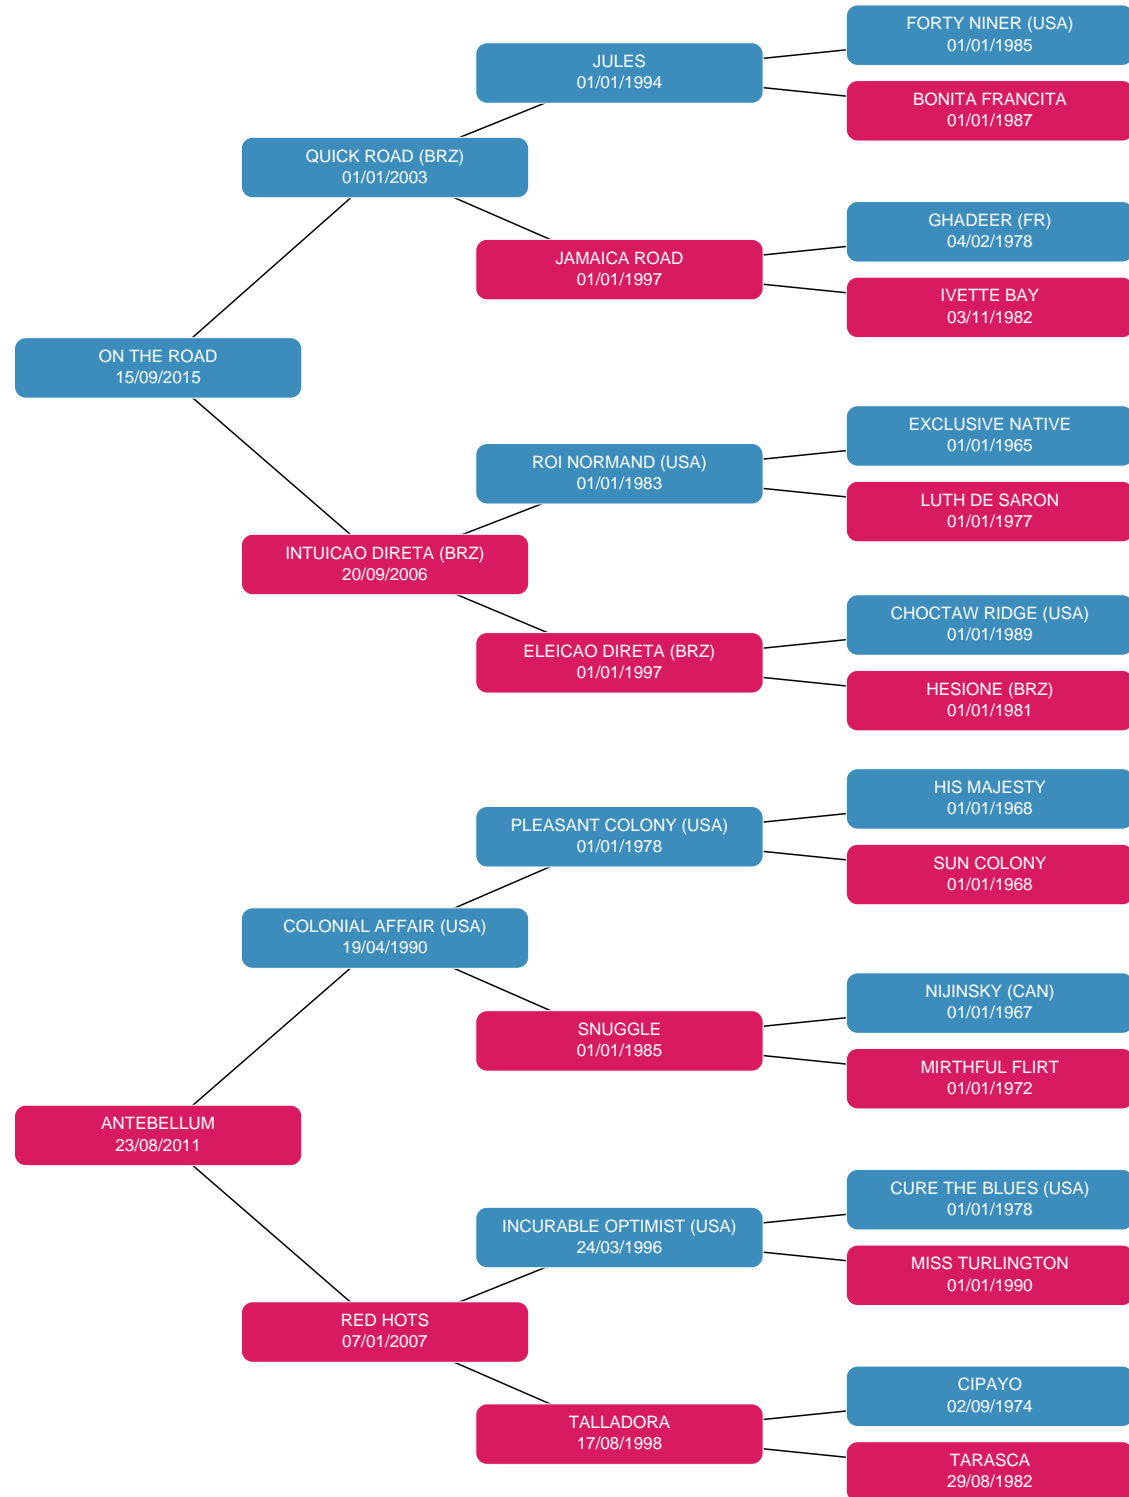 FORTY NINER (USA)
01/01/1985
JULES
01/01/1994
BONITA FRANCITA
01/01/1987
QUICK ROAD (BRZ)
01/01/2003
GHADEER (FR)
04/02/1978
JAMAICA ROAD
01/01/1997
IVETTE BAY
03/11/1982
ON THE ROAD
15/09/2015
EXCLUSIVE NATIVE
01/01/1965
ROI NORMAND (USA)
01/01/1983
LUTH DE SARON
01/01/1977
INTUICAO DIRETA (BRZ)
20/09/2006
CHOCTAW RIDGE (USA)
01/01/1989
ELEICAO DIRETA (BRZ)
01/01/1997
HESIONE (BRZ)
01/01/1981
HIS MAJESTY
01/01/1968
PLEASANT COLONY (USA)
01/01/1978
SUN COLONY
01/01/1968
COLONIAL AFFAIR (USA)
19/04/1990
NIJINSKY (CAN)
01/01/1967
SNUGGLE
01/01/1985
MIRTHFUL FLIRT
01/01/1972
ANTEBELLUM
23/08/2011
CURE THE BLUES (USA)
01/01/1978
INCURABLE OPTIMIST (USA)
24/03/1996
MISS TURLINGTON
01/01/1990
RED HOTS
07/01/2007
CIPAYO
02/09/1974
TALLADORA
17/08/1998
TARASCA
29/08/1982